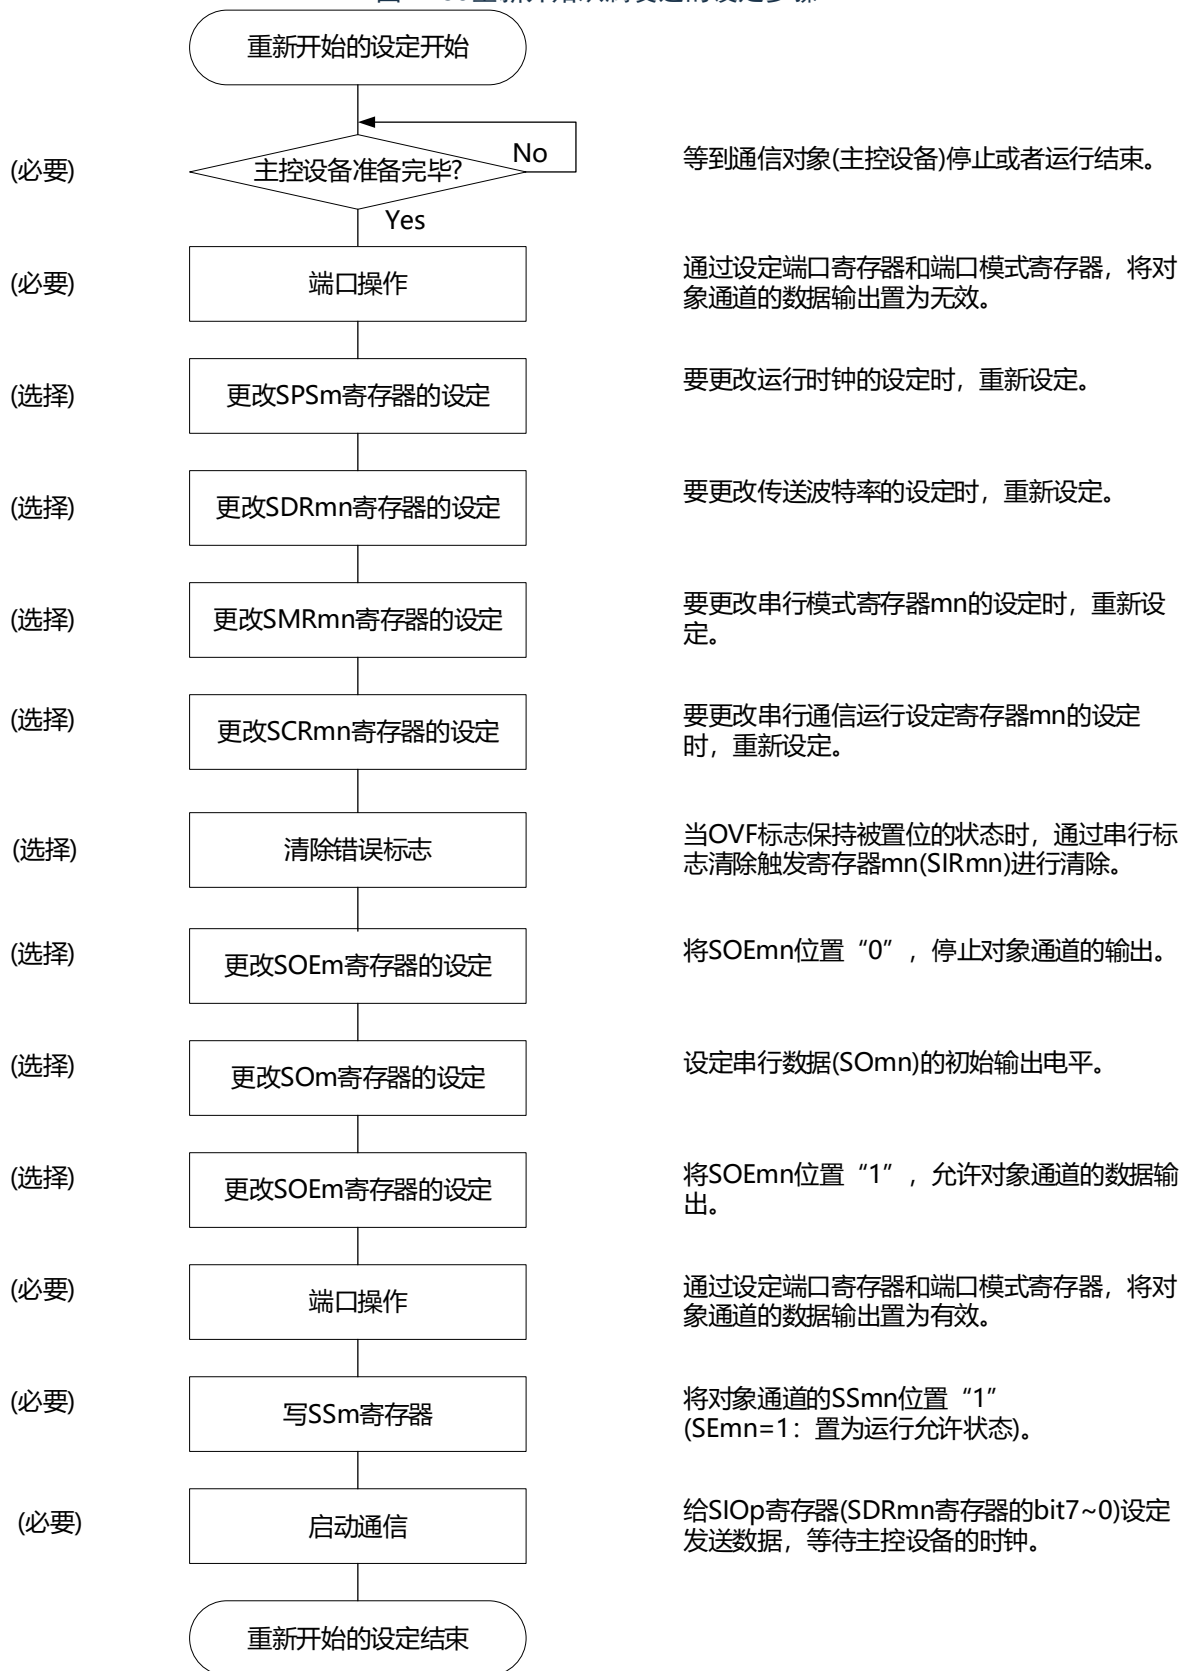 重新开始的设定开始
No
(必要)
主控设备准备完毕?
等到通信对象(主控设备)停止或者运行结束。
Yes
(必要)
端口操作
通过设定端口寄存器和端口模式寄存器，将对
象通道的数据输出置为无效。
(选择)
更改SPSm寄存器的设定
要更改运行时钟的设定时，重新设定。
(选择)
更改SDRmn寄存器的设定
要更改传送波特率的设定时，重新设定。
(选择)
更改SMRmn寄存器的设定
要更改串行模式寄存器mn的设定时，重新设
定。
(选择)
更改SCRmn寄存器的设定
要更改串行通信运行设定寄存器mn的设定
时，重新设定。
(选择)
清除错误标志
当OVF标志保持被置位的状态时，通过串行标
志清除触发寄存器mn(SIRmn)进行清除。
(选择)
更改SOEm寄存器的设定
将SOEmn位置“0”，停止对象通道的输出。
(选择)
更改SOm寄存器的设定
设定串行数据(SOmn)的初始输出电平。
(选择)
更改SOEm寄存器的设定
将SOEmn位置“1”，允许对象通道的数据输
出。
(必要)
端口操作
通过设定端口寄存器和端口模式寄存器，将对
象通道的数据输出置为有效。
(必要)
写SSm寄存器
将对象通道的SSmn位置“1”
(SEmn=1：置为运行允许状态)。
(必要)
启动通信
给SIOp寄存器(SDRmn寄存器的bit7~0)设定
发送数据，等待主控设备的时钟。
重新开始的设定结束